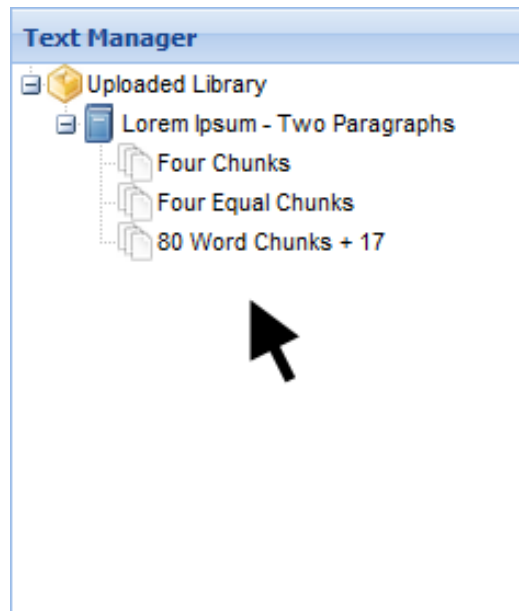 Text Manager
Uploaded Library
Lorem Ipsum - Two Paragraphs
Four Chunks
Four Equal Chunks
80 Word Chunks + 17